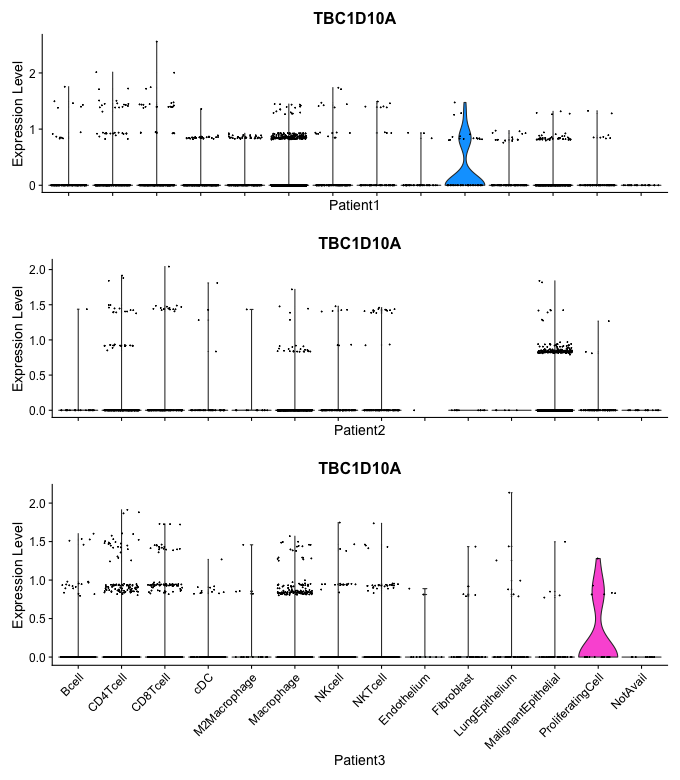 TBC1D10A
Expression Level
2
1
0
Patient1
TBC1D10A
Expression Level
2.0
1.5
1.0
0.5
0.0
Patient2
TBC1D10A
Expression Level
2.0
1.5
1.0
0.5
0.0
Bcell
CD4Tcell
CD8Tcell
cDC
M2Macrophage
Macrophage
NKcell
NKTcell
Endothelium
Fibroblast
LungEpithelium
MalignantEpithelial
ProliferatingCell
NotAvail
Patient3